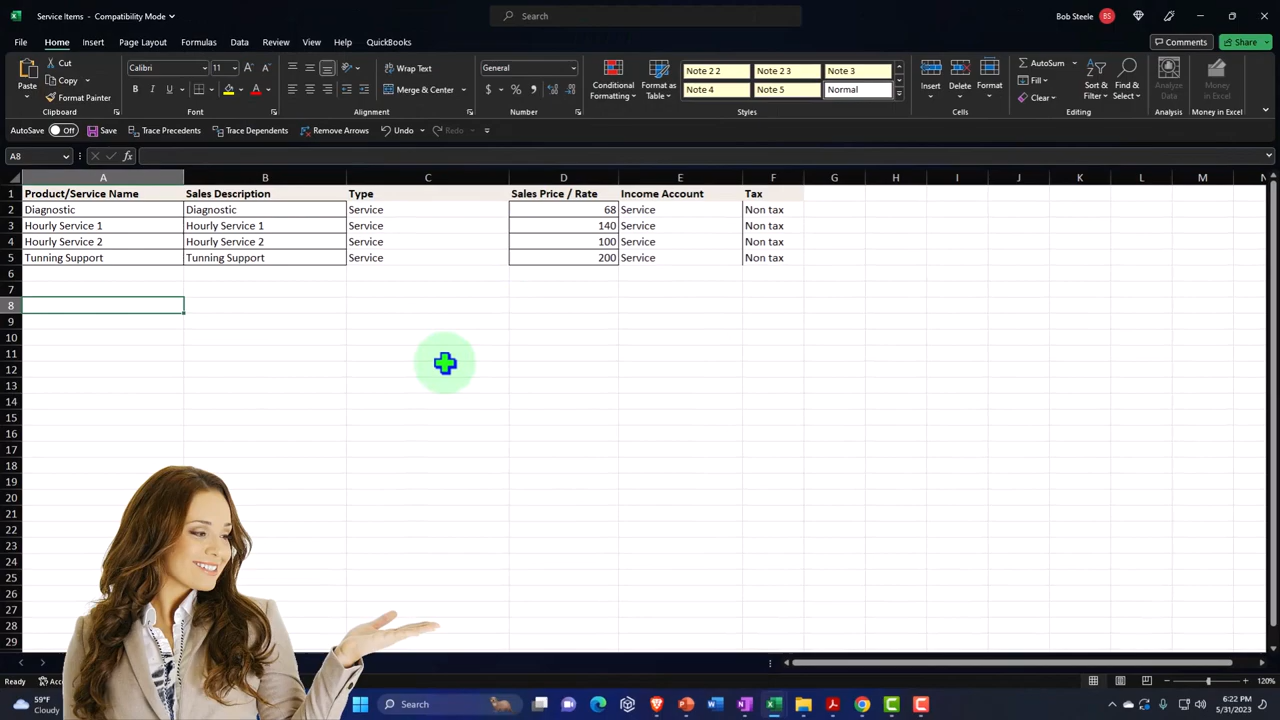 Service Items - Compatibility Mode
Search
Bob Steele BS
File Home Insert Page Layout Formulas Data Review View Help QuickBooks
Comments Share
Paste Cut Copy Format Painter
Clipboard
Calibri 11
B I U
Font
Wrap Text
Merge & Center
Alignment
General
$ % ,
Number
Conditional Formatting
Format as Table
Note 2 2 Note 2 3 Note 3
Note 4 Note 5 Normal
Styles
Insert Delete Format
Cells
AutoSum
Fill
Clear
Sort & Filter
Find & Select
Editing
Analyze Data
Analysis
Money in Excel
Money in Excel
AutoSave Off Save Trace Precedents Trace Dependents Remove Arrows Undo Redo
A8 fx
A B C D E F G H I J K L M N
1 Product/Service Name Sales Description Type Sales Price / Rate Income Account Tax
2 Diagnostic Diagnostic Service 68 Service Non tax
3 Hourly Service 1 Hourly Service 1 Service 140 Service Non tax
4 Hourly Service 2 Hourly Service 2 Service 100 Service Non tax
5 Tunning Support Tunning Support Service 200 Service Non tax
6
7
8
9
10
11
12
13
14
15
16
17
18
19
20
21
22
23
24
25
26
27
28
29
Ready
120%
59°F
Cloudy
Search
6:22 PM
5/31/2023